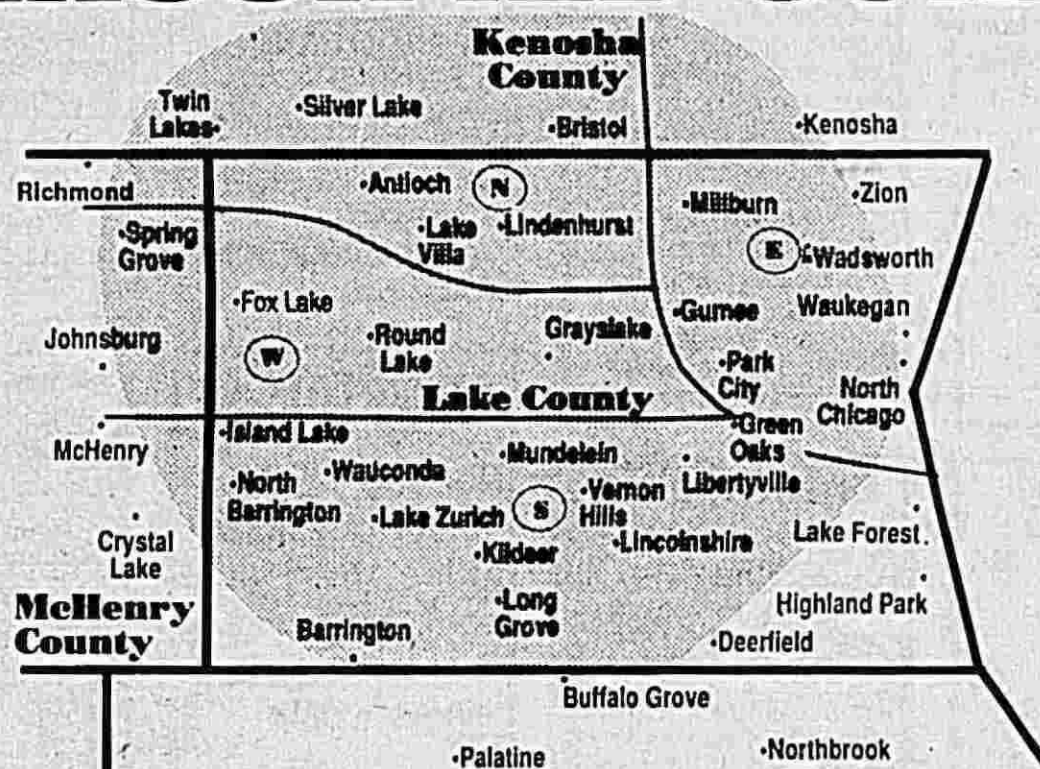 Kenosha
County
Twin
Lakes
Silver Lake
Bristol
Kenosha
Richmond
Antioch
N
Millburn
Zion
Spring
Grove
Lake
Villa
Lindenhurst
E
Wadsworth
Fox Lake
Gurnee
Waukegan
Johnsburg
W
Round
Lake
Grayslake
Park
City
North
Chicago
Lake County
McHenry
Island Lake
Green
Oaks
North
Barrington
Wauconda
Mundelein
Vernon
Hills
Libertyville
Lake Zurich
S
Crystal
Lake
Kildeer
Lincolnshire
Lake Forest
McHenry
County
Long
Grove
Highland Park
Barrington
Deerfield
Buffalo Grove
Palatine
Northbrook